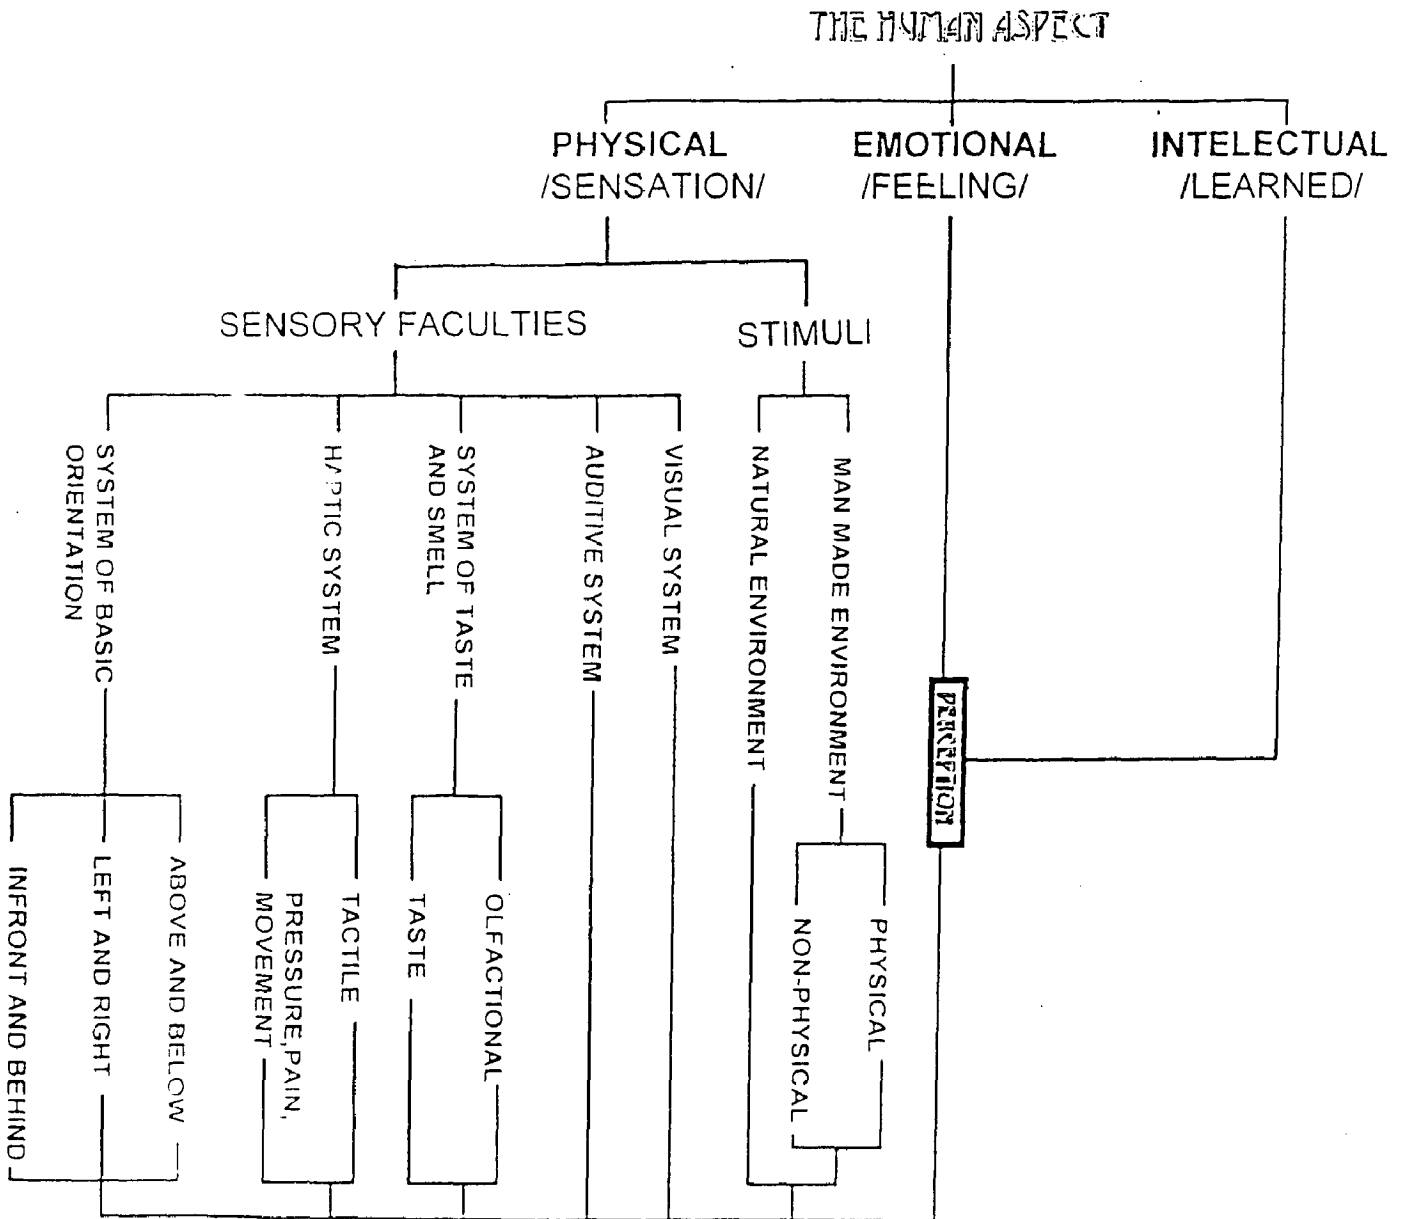 THE HUMAN ASPECT
PHYSICAL
/SENSATION/
EMOTIONAL
/FEELING/
INTELECTUAL
/LEARNED/
SENSORY FACULTIES
STIMULI
SYSTEM OF BASIC
ORIENTATION
HAPTIC SYSTEM
SYSTEM OF TASTE
AND SMELL
AUDITIVE SYSTEM
VISUAL SYSTEM
NATURAL ENVIRONMENT
MAN MADE ENVIRONMENT
PERCEPTION
INFRONT AND BEHIND
LEFT AND RIGHT
ABOVE AND BELOW
PRESSURE,PAIN,
MOVEMENT
TACTILE
TASTE
OLFACTIONAL
NON-PHYSICAL
PHYSICAL